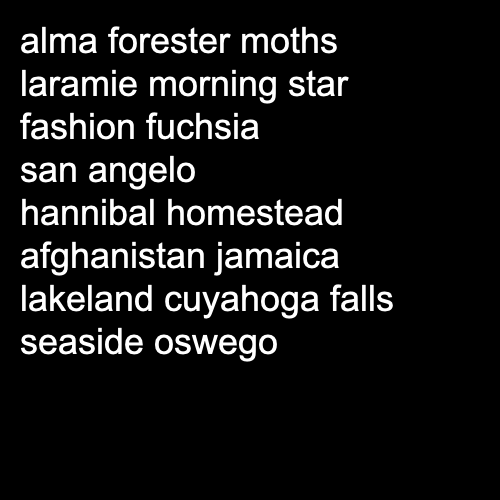 alma forester moths
laramie morning star
fashion fuchsia
san angelo
hannibal homestead
afghanistan jamaica
lakeland cuyahoga falls
seaside oswego